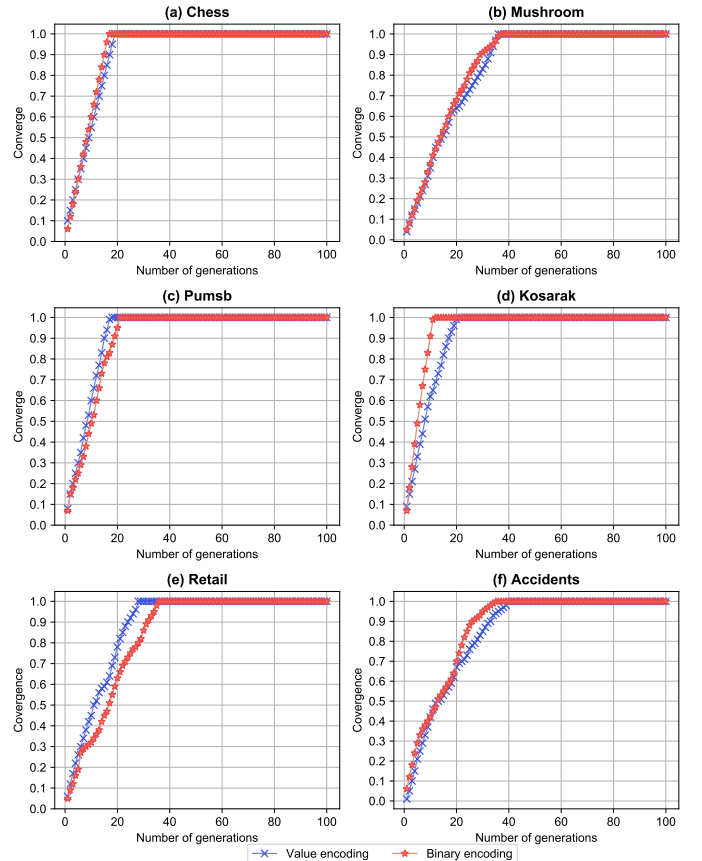 (a) Chess
(b) Mushroom
1.0
0.9
0.8
0.7
0.6
0.5
0.4
0.3
0.2
0.1
0.0
Converge
0 20 40 60 80 100
Number of generations
1.0
0.9
0.8
0.7
0.6
0.5
0.4
0.3
0.2
0.1
0.0
Converge
0 20 40 60 80 100
Number of generations
(c) Pumsb
(d) Kosarak
1.0
0.9
0.8
0.7
0.6
0.5
0.4
0.3
0.2
0.1
0.0
Converge
0 20 40 60 80 100
Number of generations
1.0
0.9
0.8
0.7
0.6
0.5
0.4
0.3
0.2
0.1
0.0
Converge
0 20 40 60 80 100
Number of generations
(e) Retail
(f) Accidents
1.0
0.9
0.8
0.7
0.6
0.5
0.4
0.3
0.2
0.1
0.0
Covergence
0 20 40 60 80 100
Number of generations
1.0
0.9
0.8
0.7
0.6
0.5
0.4
0.3
0.2
0.1
0.0
Covergence
0 20 40 60 80 100
Number of generations
Value encoding
Binary encoding